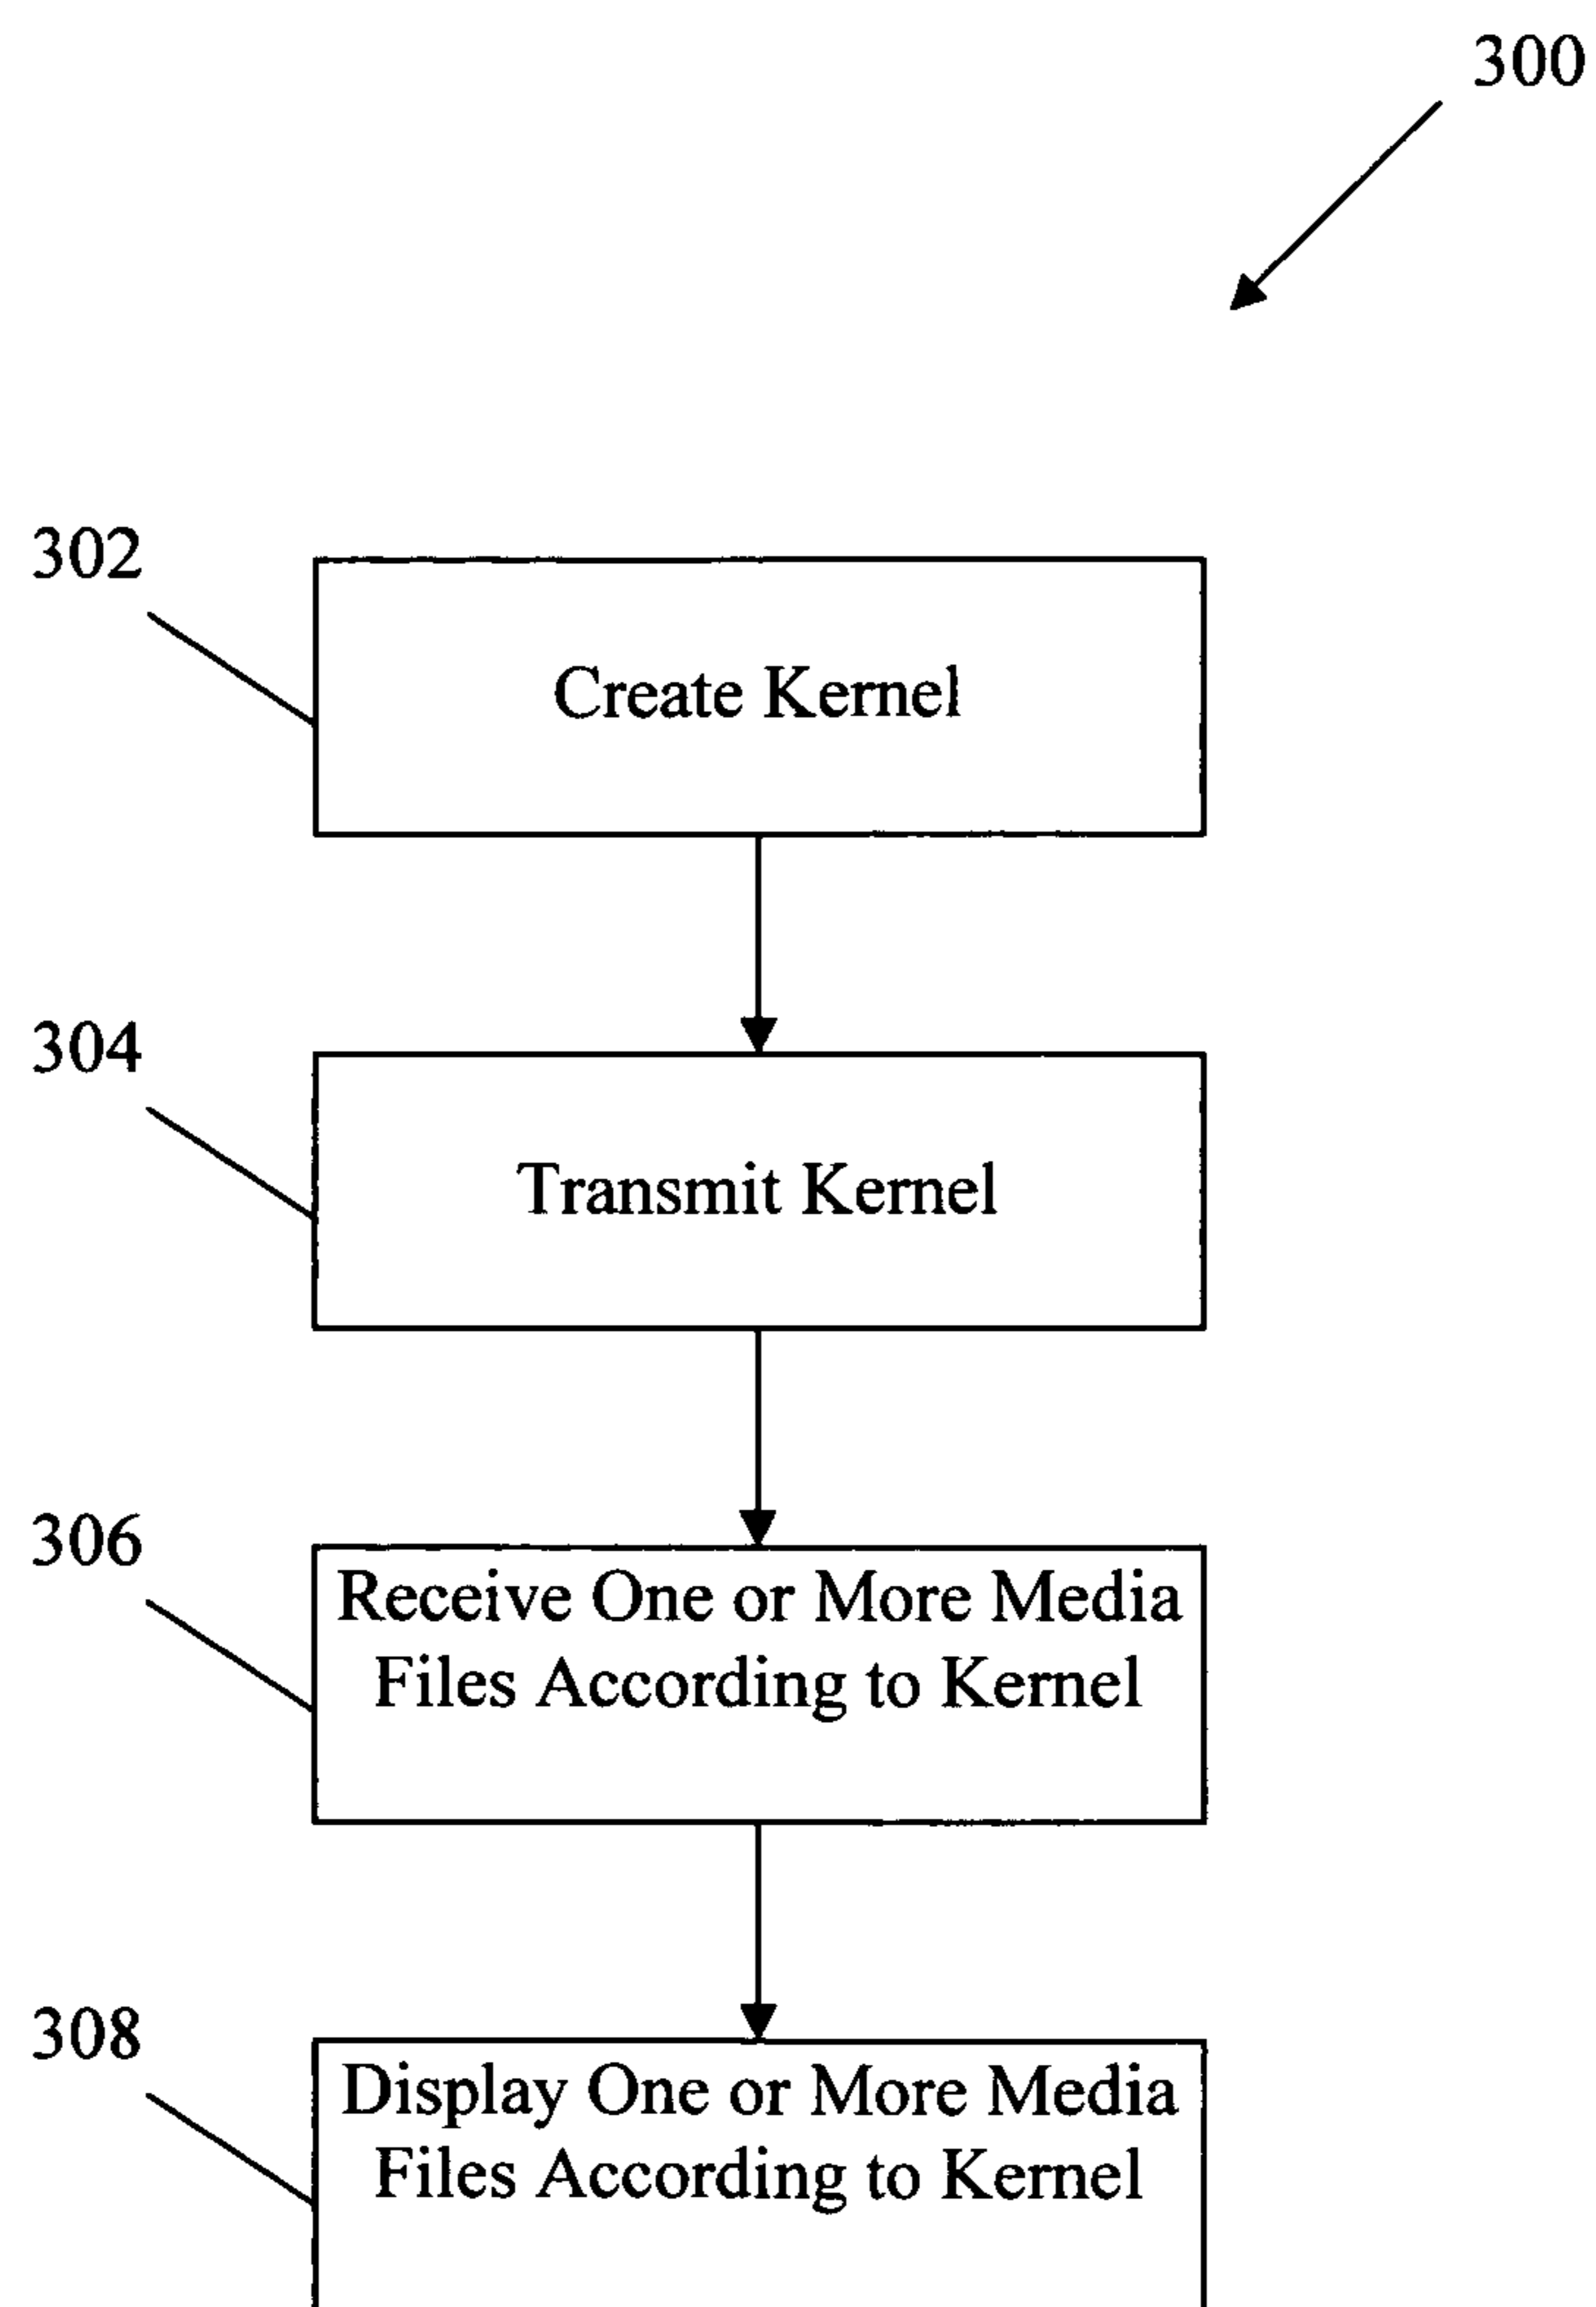 300
302
Create Kernel
304
Transmit Kernel
306
Receive One or More Media
Files According to Kernel
308
Display One or More Media
Files According to Kernel